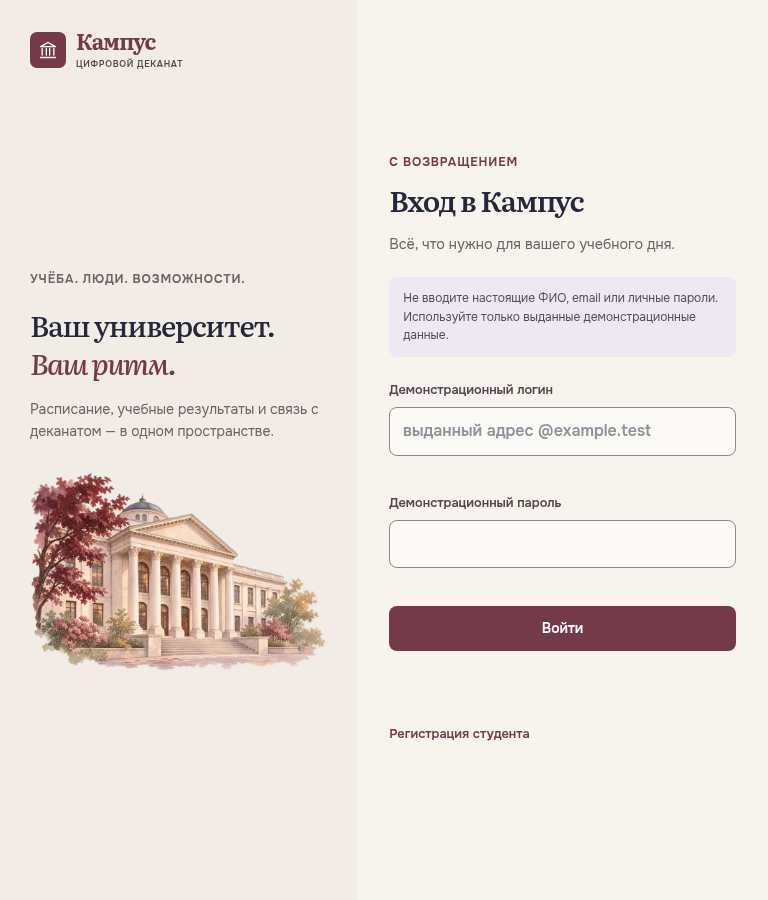 Кампус
ЦИФРОВОЙ ДЕКАНАТ
УЧЁБА. ЛЮДИ. ВОЗМОЖНОСТИ.
Ваш университет.
Ваш ритм.
Расписание, учебные результаты и связь с
деканатом — в одном пространстве.
С ВОЗВРАЩЕНИЕМ
Вход в Кампус
Всё, что нужно для вашего учебного дня.
Не вводите настоящие ФИО, email или личные пароли.
Используйте только выданные демонстрационные
данные.
Демонстрационный логин
выданный адрес @example.test
Демонстрационный пароль
Войти
Регистрация студента